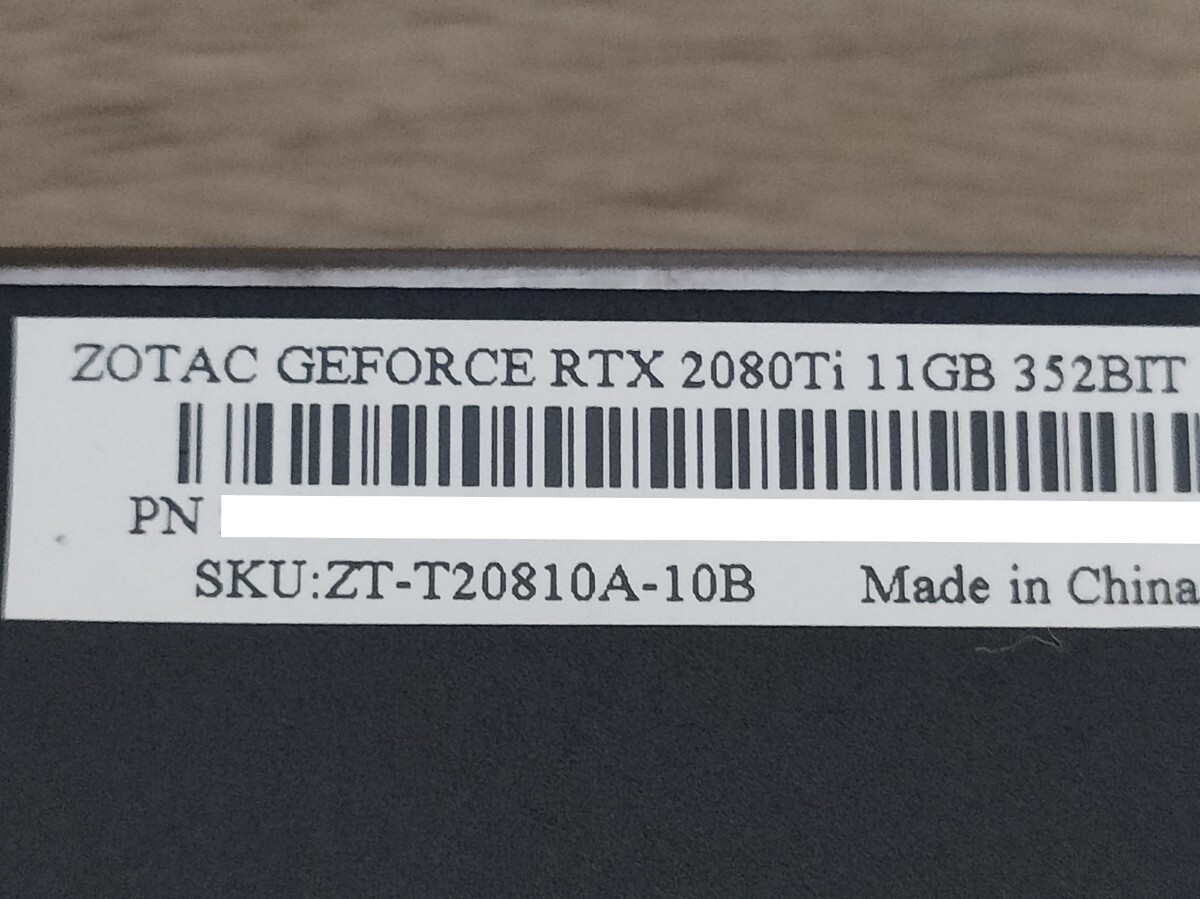 ZOTAC GEFORCE RTX 2080Ti 11GB 352BIT
PN
SKU:ZT-T20810A-10B Made in China